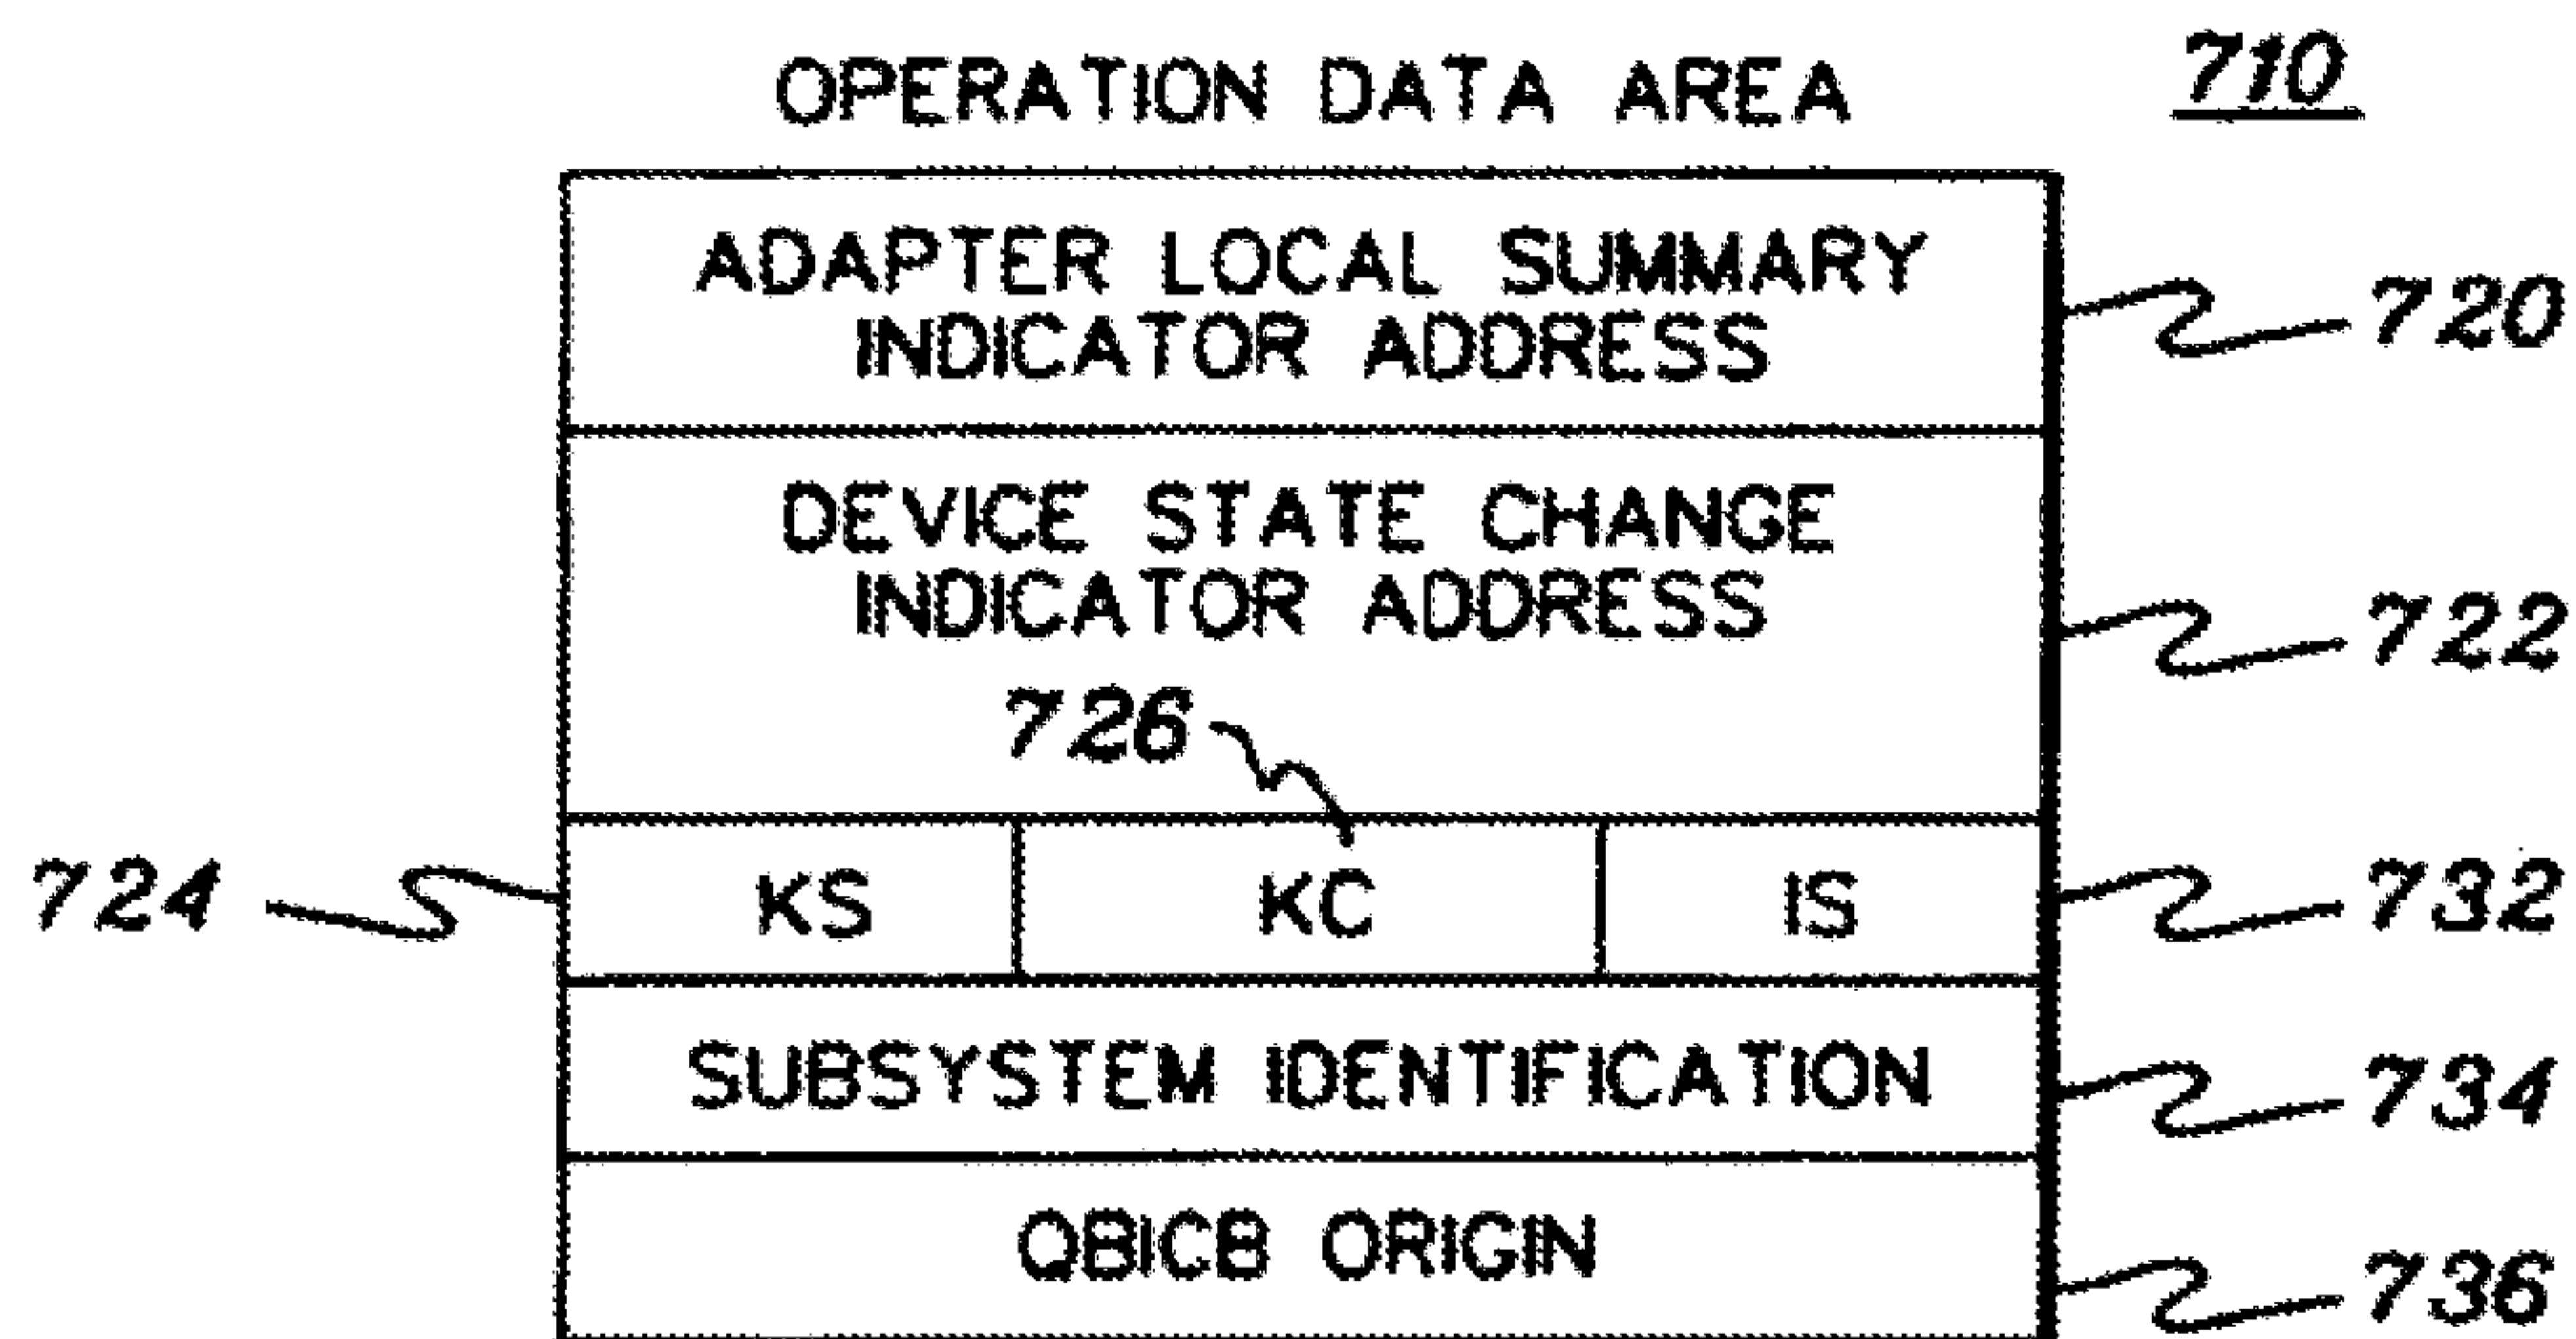 OPERATION DATA AREA 710
ADAPTER LOCAL SUMMARY
INDICATOR ADDRESS
720
DEVICE STATE CHANGE
INDICATOR ADDRESS
722
726
724 KS KC IS 732
SUBSYSTEM IDENTIFICATION 734
QBICB ORIGIN 736